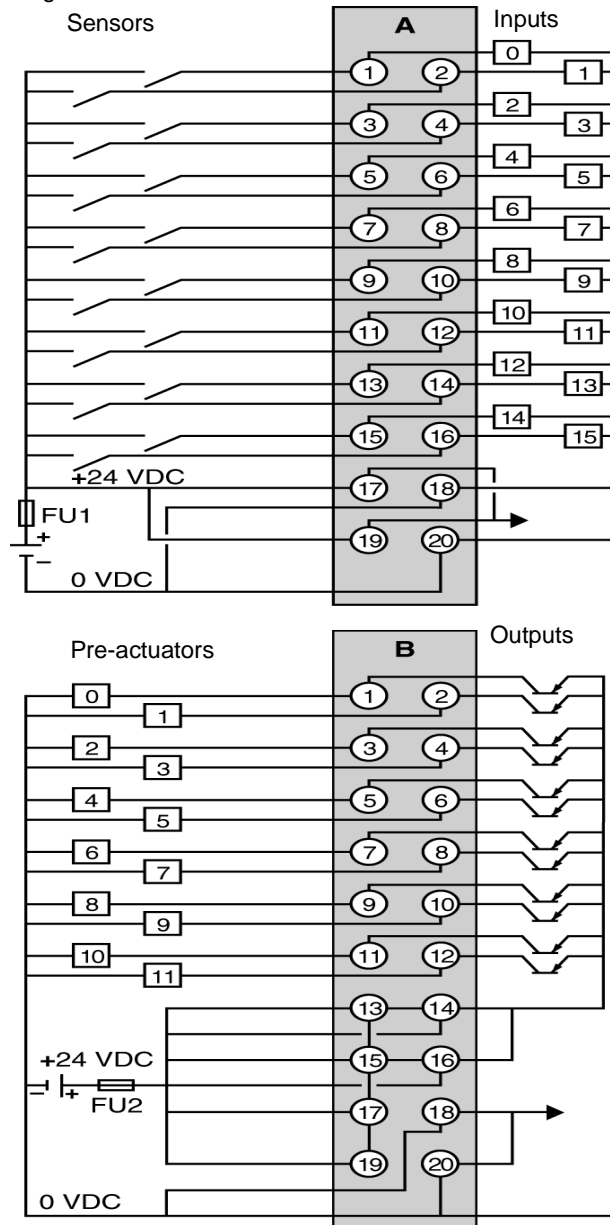 Sensors A Inputs
0
1 2 1
2
3 4 3
4
5 6 5
6
7 8 7
8
9 10 9
10
11 12 11
12
13 14 13
14
15 16 15
+24 VDC
17 18
FU1
+
19 20
–
0 VDC
Pre-actuators B Outputs
0 1 2
1
2 3 4
3
4 5 6
5
6 7 8
7
8 9 10
9
10 11 12
11
13 14
+24 VDC 15 16
– +
FU2 17 18
19 20
0 VDC